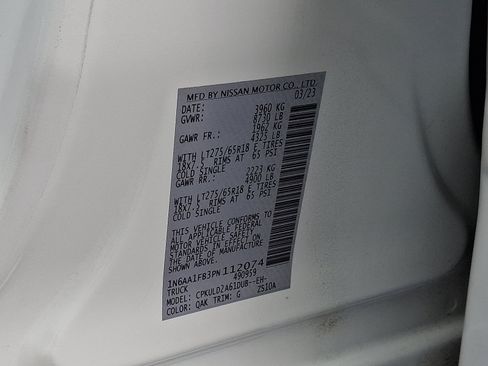 MFD BY NISSAN MOTOR CO., LTD.
DATE: 03/23
GVWR: 3960 KG
8730 LB
GAWR FR.: 1962 KG
4325 LB
WITH LT275/65R18 E TIRES
18X7.5 RIMS AT 65 PSI
COLD SINGLE
GAWR RR.: 2223 KG
4900 LB
WITH LT275/65R18 E TIRES
18X7.5 RIMS AT 65 PSI
COLD SINGLE
THIS VEHICLE CONFORMS TO
ALL APPLICABLE FEDERAL
MOTOR VEHICLE SAFETY
STANDARDS IN EFFECT ON
THE DATE OF MANUFACTURE
SHOWN ABOVE.
1N6AA1FB3PN112074
TRUCK 490959
MODEL: CPKULD2A61DUB--EH-
COLOR: QAK TRIM: G Z510A